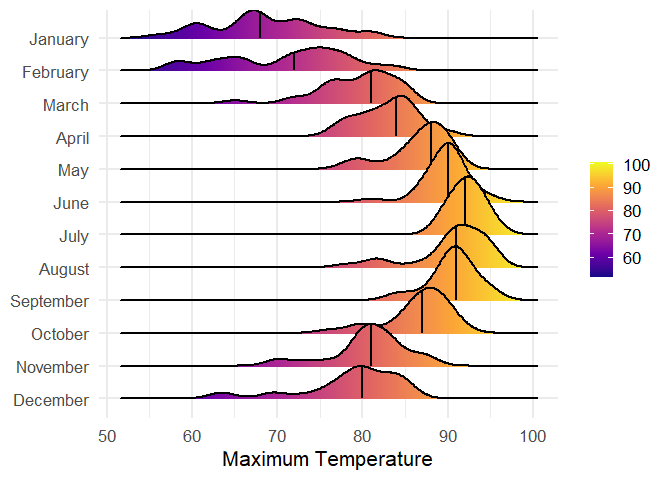 January
February
March
April
May
June
July
August
September
October
November
December
50 60 70 80 90 100
Maximum Temperature
100
90
80
70
60